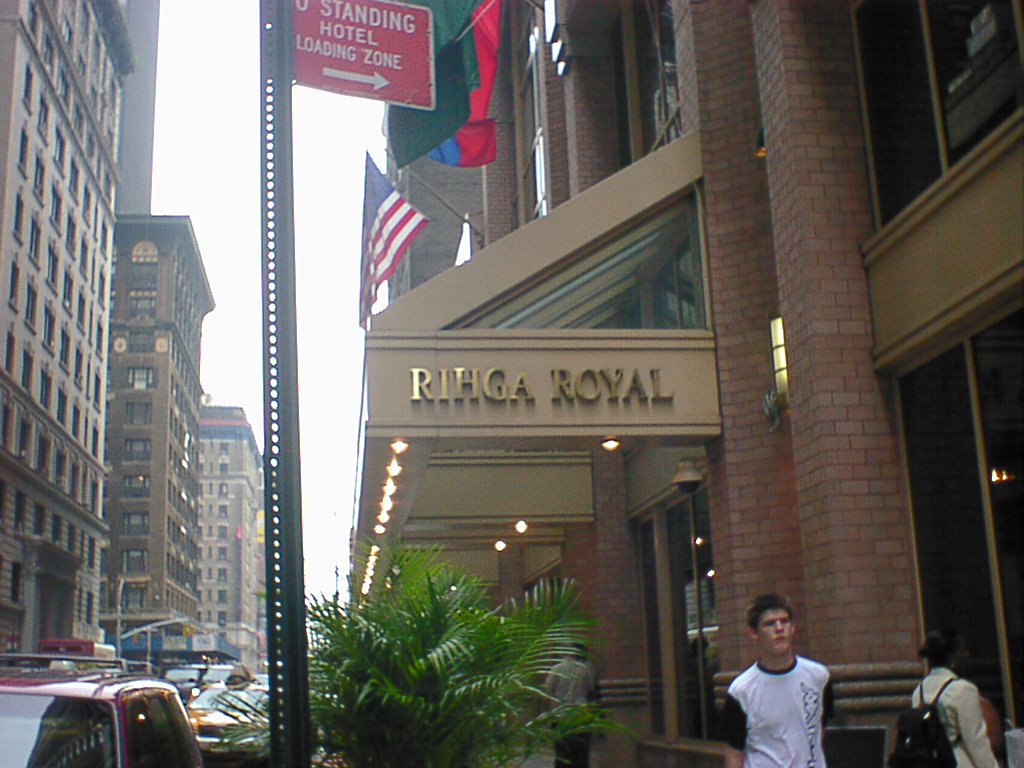 STANDING
HOTEL
LOADING ZONE
RIHGA ROYAL